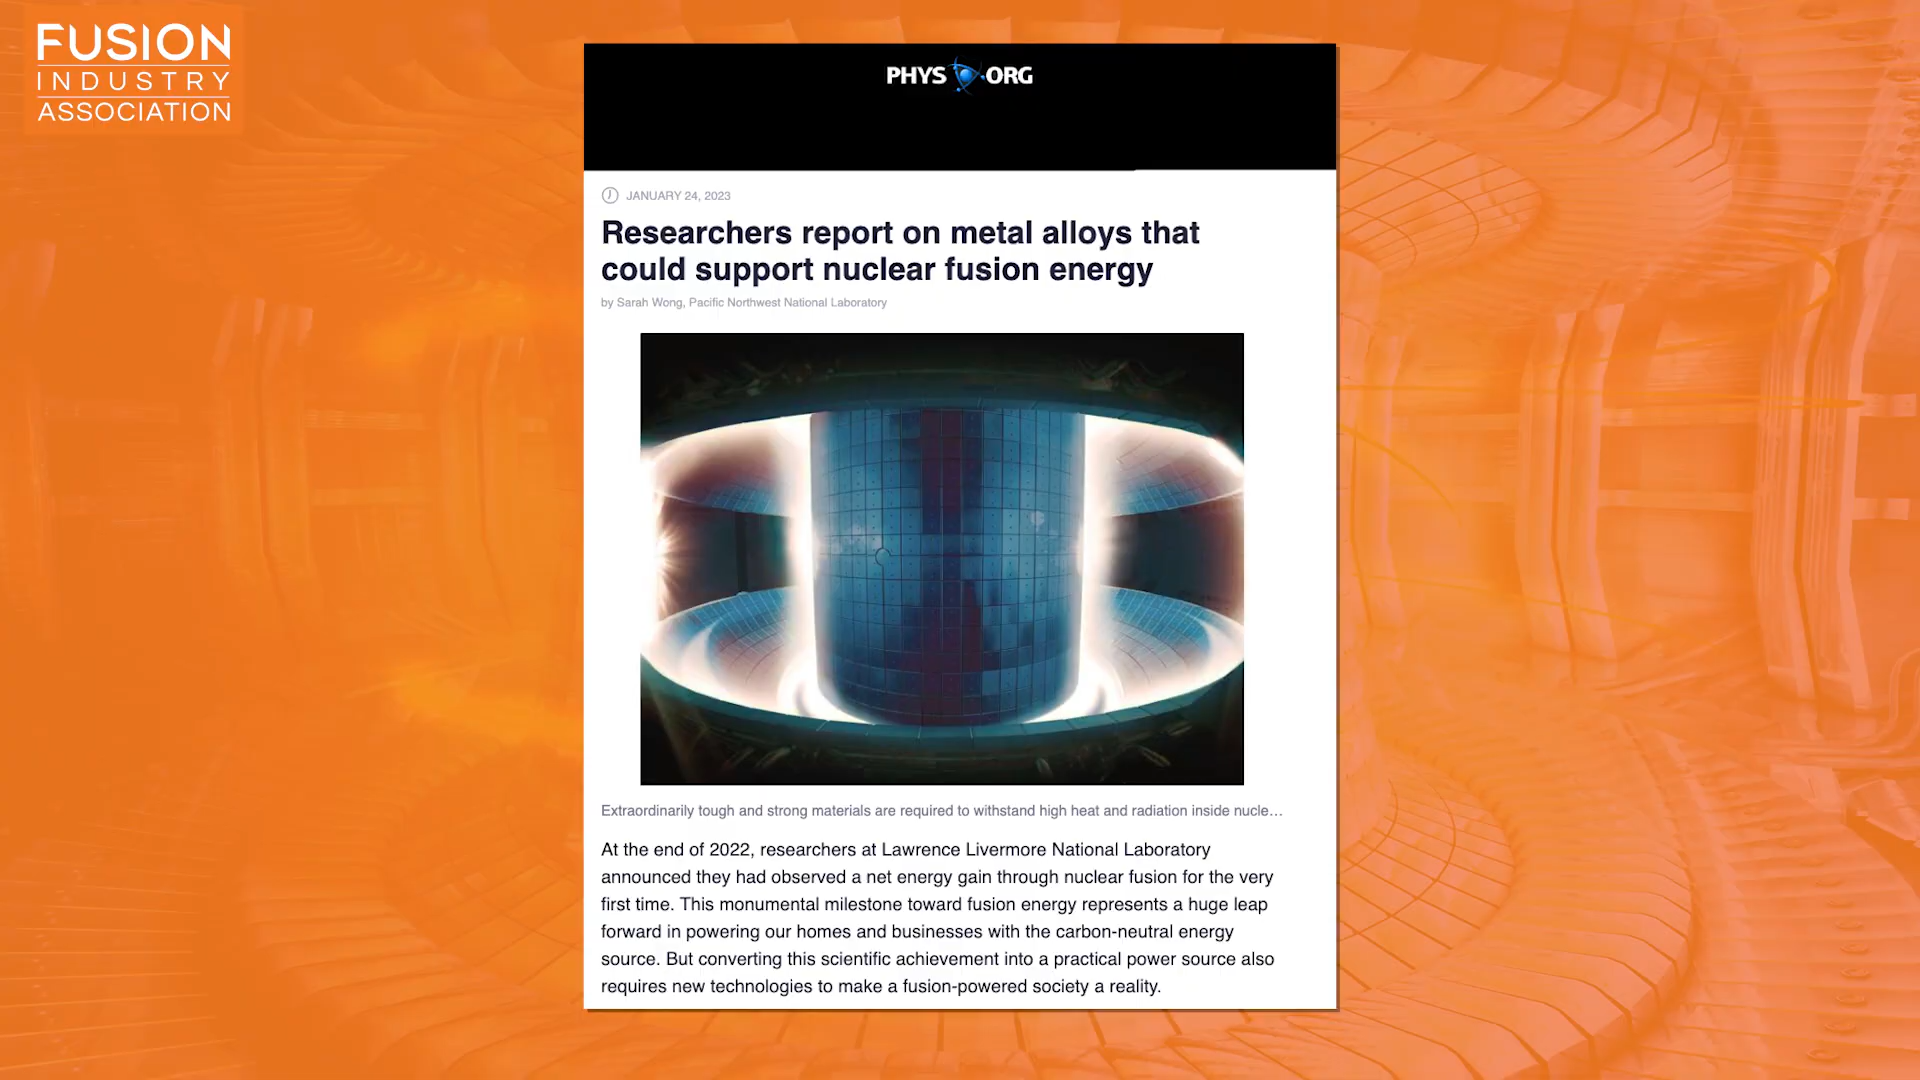 FUSION
INDUSTRY
ASSOCIATION
PHYS ORG
JANUARY 24, 2023
Researchers report on metal alloys that
could support nuclear fusion energy
by Sarah Wong, Pacific Northwest National Laboratory
Extraordinarily tough and strong materials are required to withstand high heat and radiation inside nucle…
At the end of 2022, researchers at Lawrence Livermore National Laboratory
announced they had observed a net energy gain through nuclear fusion for the very
first time. This monumental milestone toward fusion energy represents a huge leap
forward in powering our homes and businesses with the carbon-neutral energy
source. But converting this scientific achievement into a practical power source also
requires new technologies to make a fusion-powered society a reality.